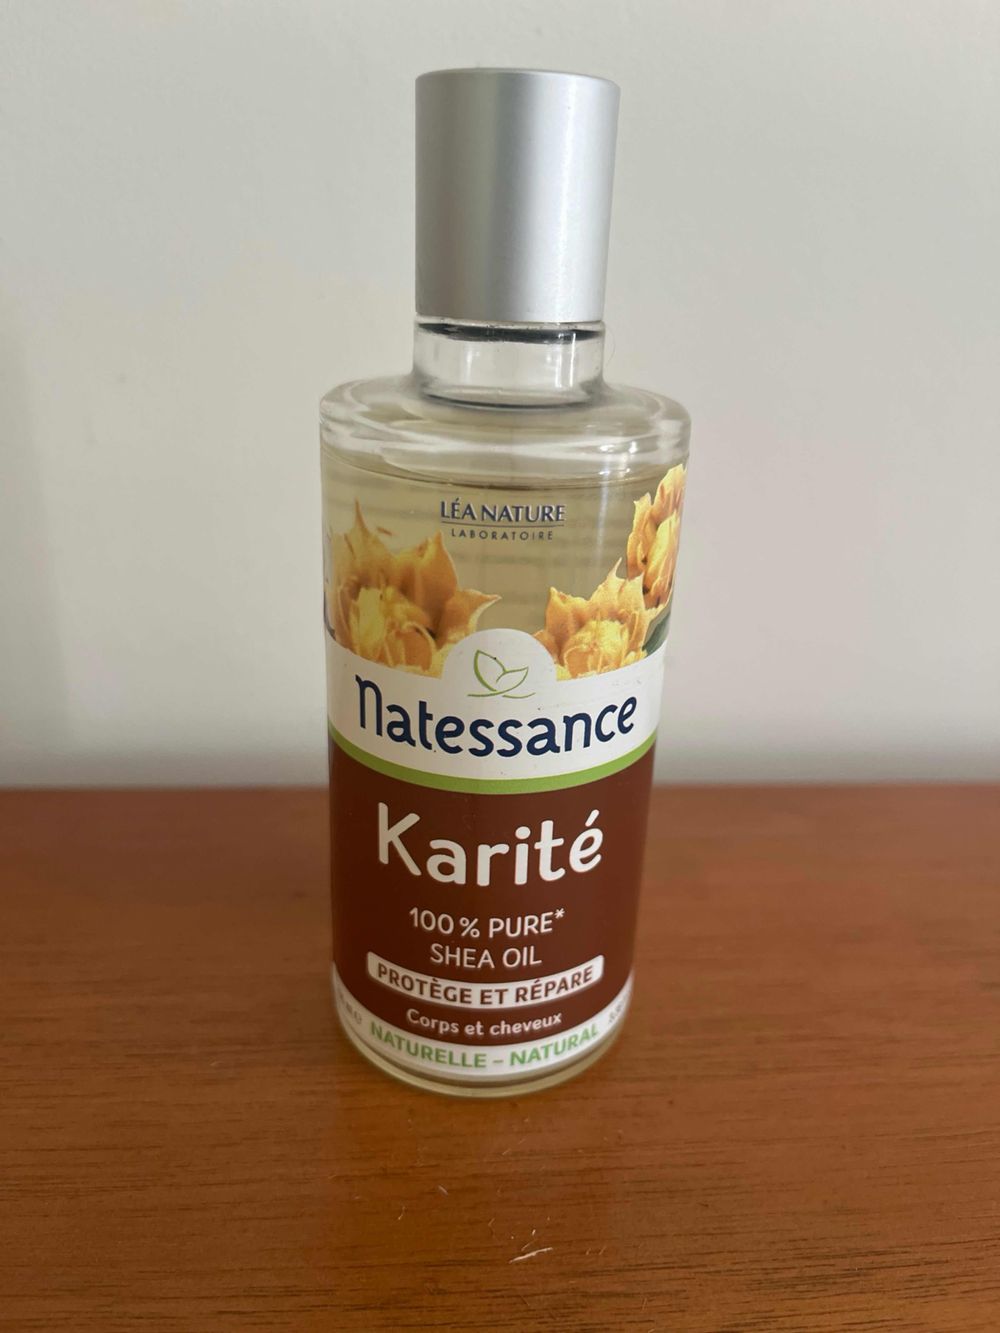 LÉA NATURE
LABORATOIRE
Natessance
Karité
100 % PURE*
SHEA OIL
PROTÈGE ET RÉPARE
Corps et cheveux
NATURELLE - NATURAL